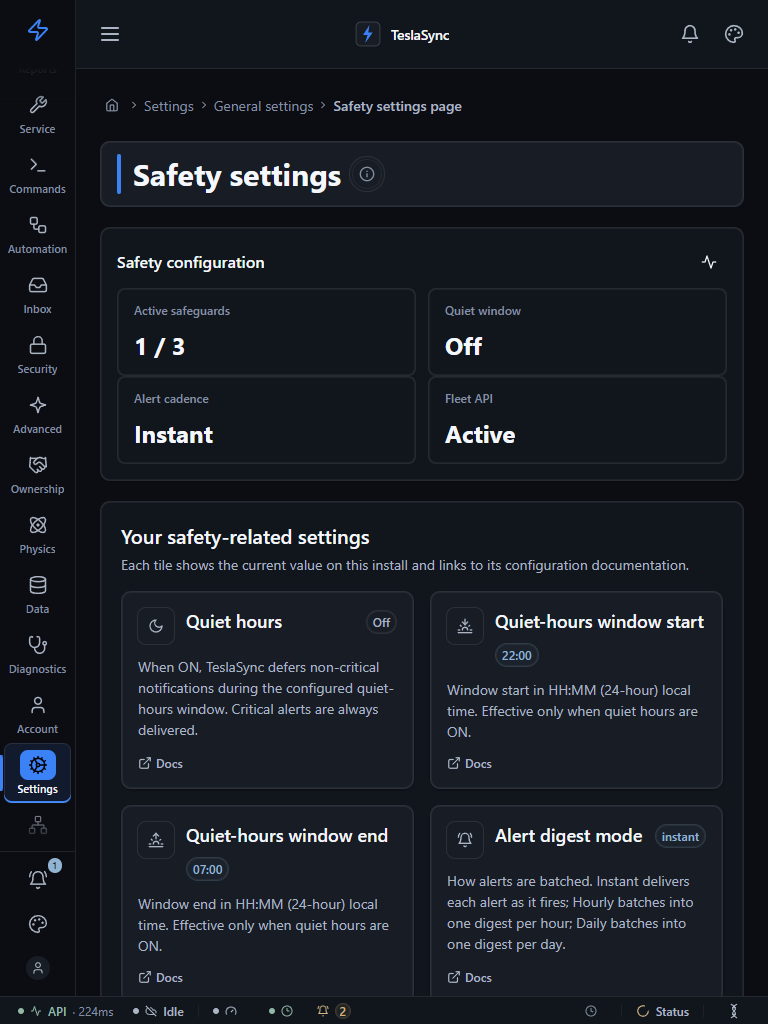 TeslaSync
Reports
Service
Commands
Automation
Inbox
Security
Advanced
Ownership
Physics
Data
Diagnostics
Account
Settings
1
Settings > General settings > Safety settings page
Safety settings
Safety configuration
Active safeguards
1 / 3
Quiet window
Off
Alert cadence
Instant
Fleet API
Active
Your safety-related settings
Each tile shows the current value on this install and links to its configuration documentation.
Quiet hours
Off
When ON, TeslaSync defers non-critical
notifications during the configured quiet-
hours window. Critical alerts are always
delivered.
Docs
Quiet-hours window start
22:00
Window start in HH:MM (24-hour) local
time. Effective only when quiet hours are
ON.
Docs
Quiet-hours window end
07:00
Window end in HH:MM (24-hour) local
time. Effective only when quiet hours are
ON.
Docs
Alert digest mode
instant
How alerts are batched. Instant delivers
each alert as it fires; Hourly batches into
one digest per hour; Daily batches into
one digest per day.
Docs
API · 224ms
Idle
2
Status